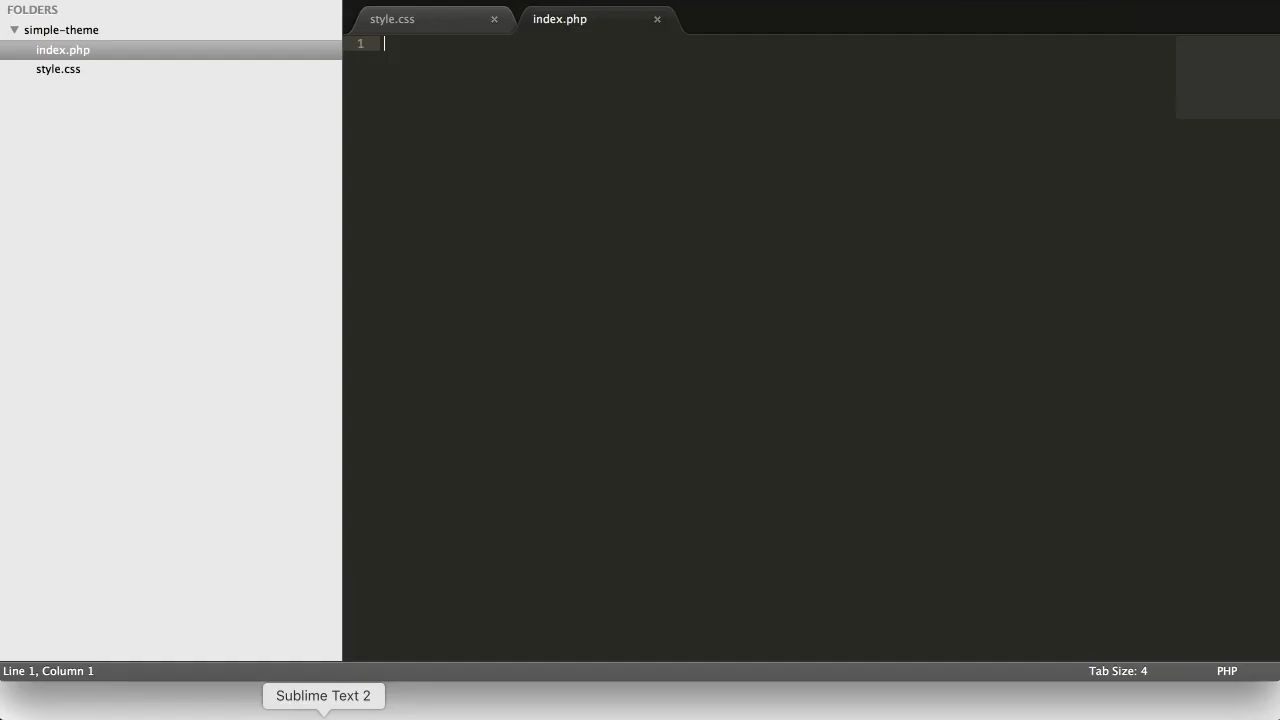 FOLDERS
simple-theme
index.php
style.css
style.css × index.php ×
1
Line 1, Column 1 Tab Size: 4 PHP
Sublime Text 2